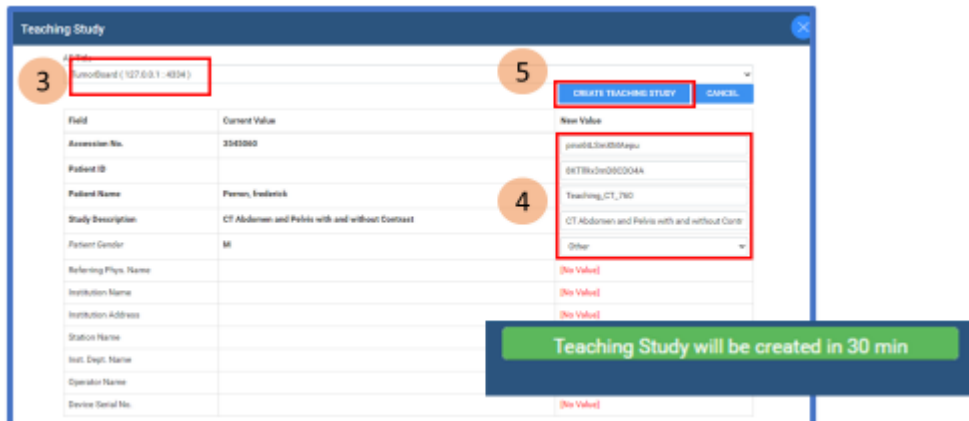 Teaching Study
AE Title
3
TumorBoard ( 127.0.0.1 : 4004 )
5
CREATE TEACHING STUDY
CANCEL
Field Current Value New Value
Accession No. 3343060
Patient ID
Patient Name Perron, frederick Teaching_CT_760
4
Study Description CT Abdomen and Pelvis with and without Contrast CT Abdomen and Pelvis with and without Contr
Patient Gender M Other
Referring Phys. Name [No Value]
Institution Name [No Value]
Institution Address [No Value]
Station Name
Teaching Study will be created in 30 min
Inst. Dept. Name
Operator Name
Device Serial No. [No Value]